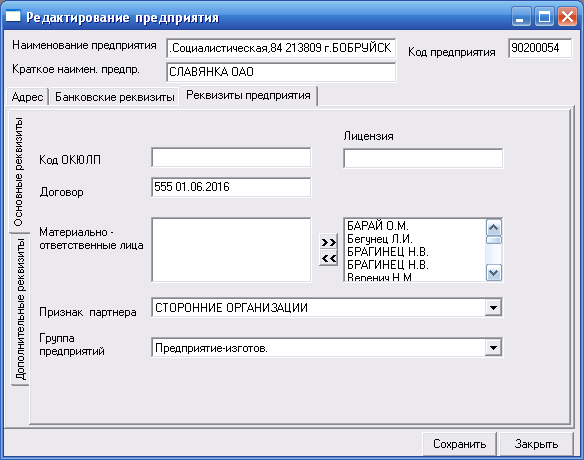 Редактирование предприятия
Наименование предприятия
.Социалистическая,84 213809 г.БОБРУЙСК
Код предприятия
90200054
Краткое наимен. предпр.
СЛАВЯНКА ОАО
Адрес
Банковские реквизиты
Реквизиты предприятия
Основные реквизиты
Дополнительные реквизиты
Лицензия
Код ОКЮЛП
Договор
555 01.06.2016
Материально -
ответственные лица
>>
<<
БАРАЙ О.М.
Бегунец Л.И.
БРАГИНЕЦ Н.В.
БРАГИНЕЦ Н.В.
Веренич Н.М.
Признак партнера
СТОРОННИЕ ОРГАНИЗАЦИИ
Группа
предприятий
Предприятие-изготов.
Сохранить
Закрыть